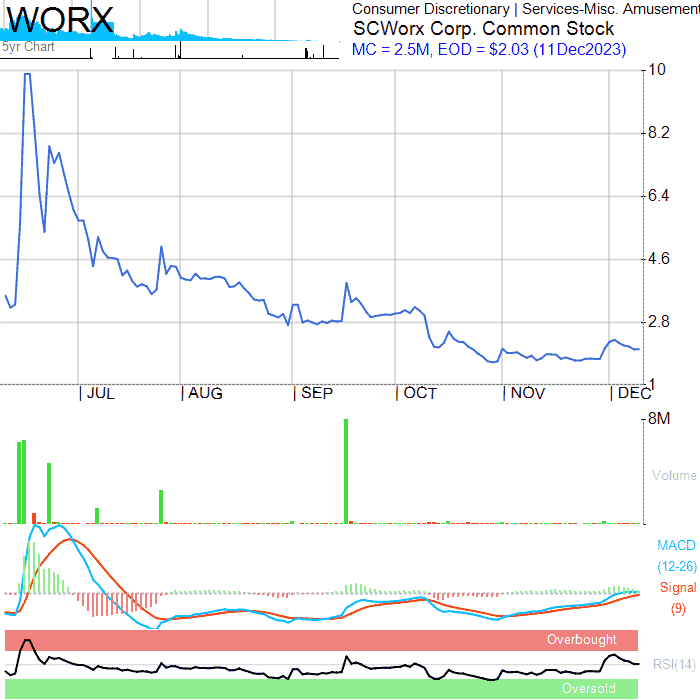 WORX
5yr Chart
Consumer Discretionary | Services-Misc. Amusement
SCWorx Corp. Common Stock
MC = 2.5M, EOD = $2.03 (11Dec2023)
10
8.2
6.4
4.6
2.8
1
| JUL | AUG | SEP | OCT | NOV | DEC
8M
Volume
MACD
(12-26)
Signal
(9)
Overbought
RSI(14)
Oversold